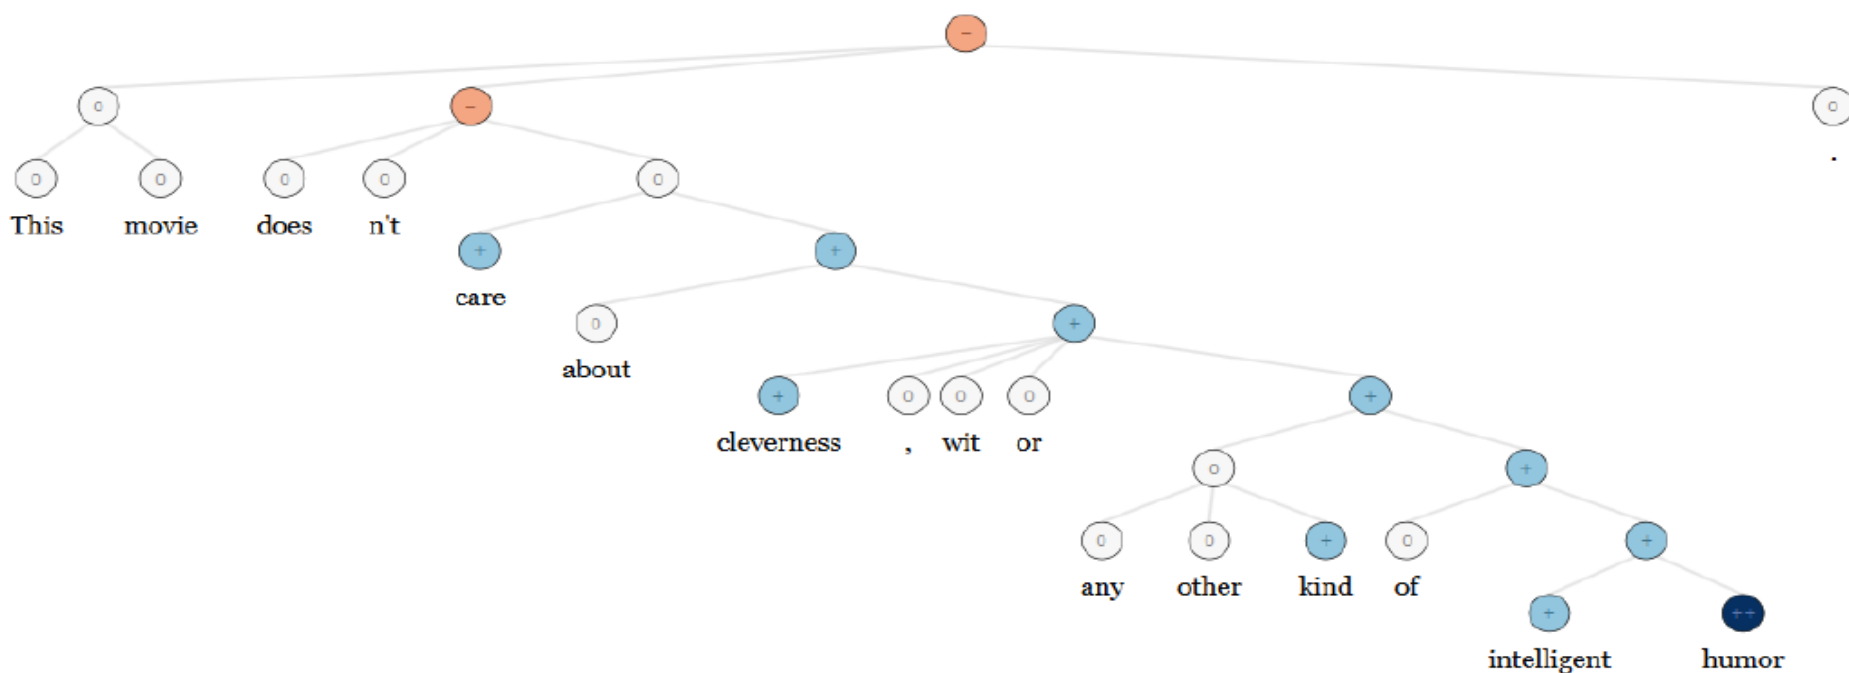 −
o − o
o o o o o .
This movie does n't
+ +
care
o +
about
+ o o o +
cleverness , wit or
o +
o o + o +
any other kind of
+ ++
intelligent humor